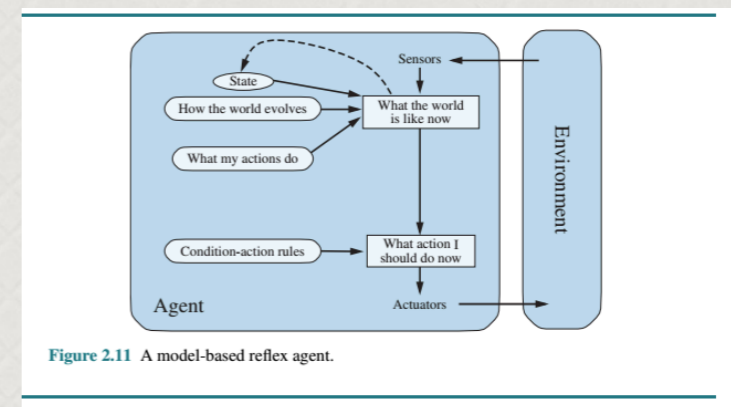 Sensors
State
How the world evolves
What the world
is like now
What my actions do
Environment
Condition-action rules
What action I
should do now
Agent
Actuators
Figure 2.11 A model-based reflex agent.